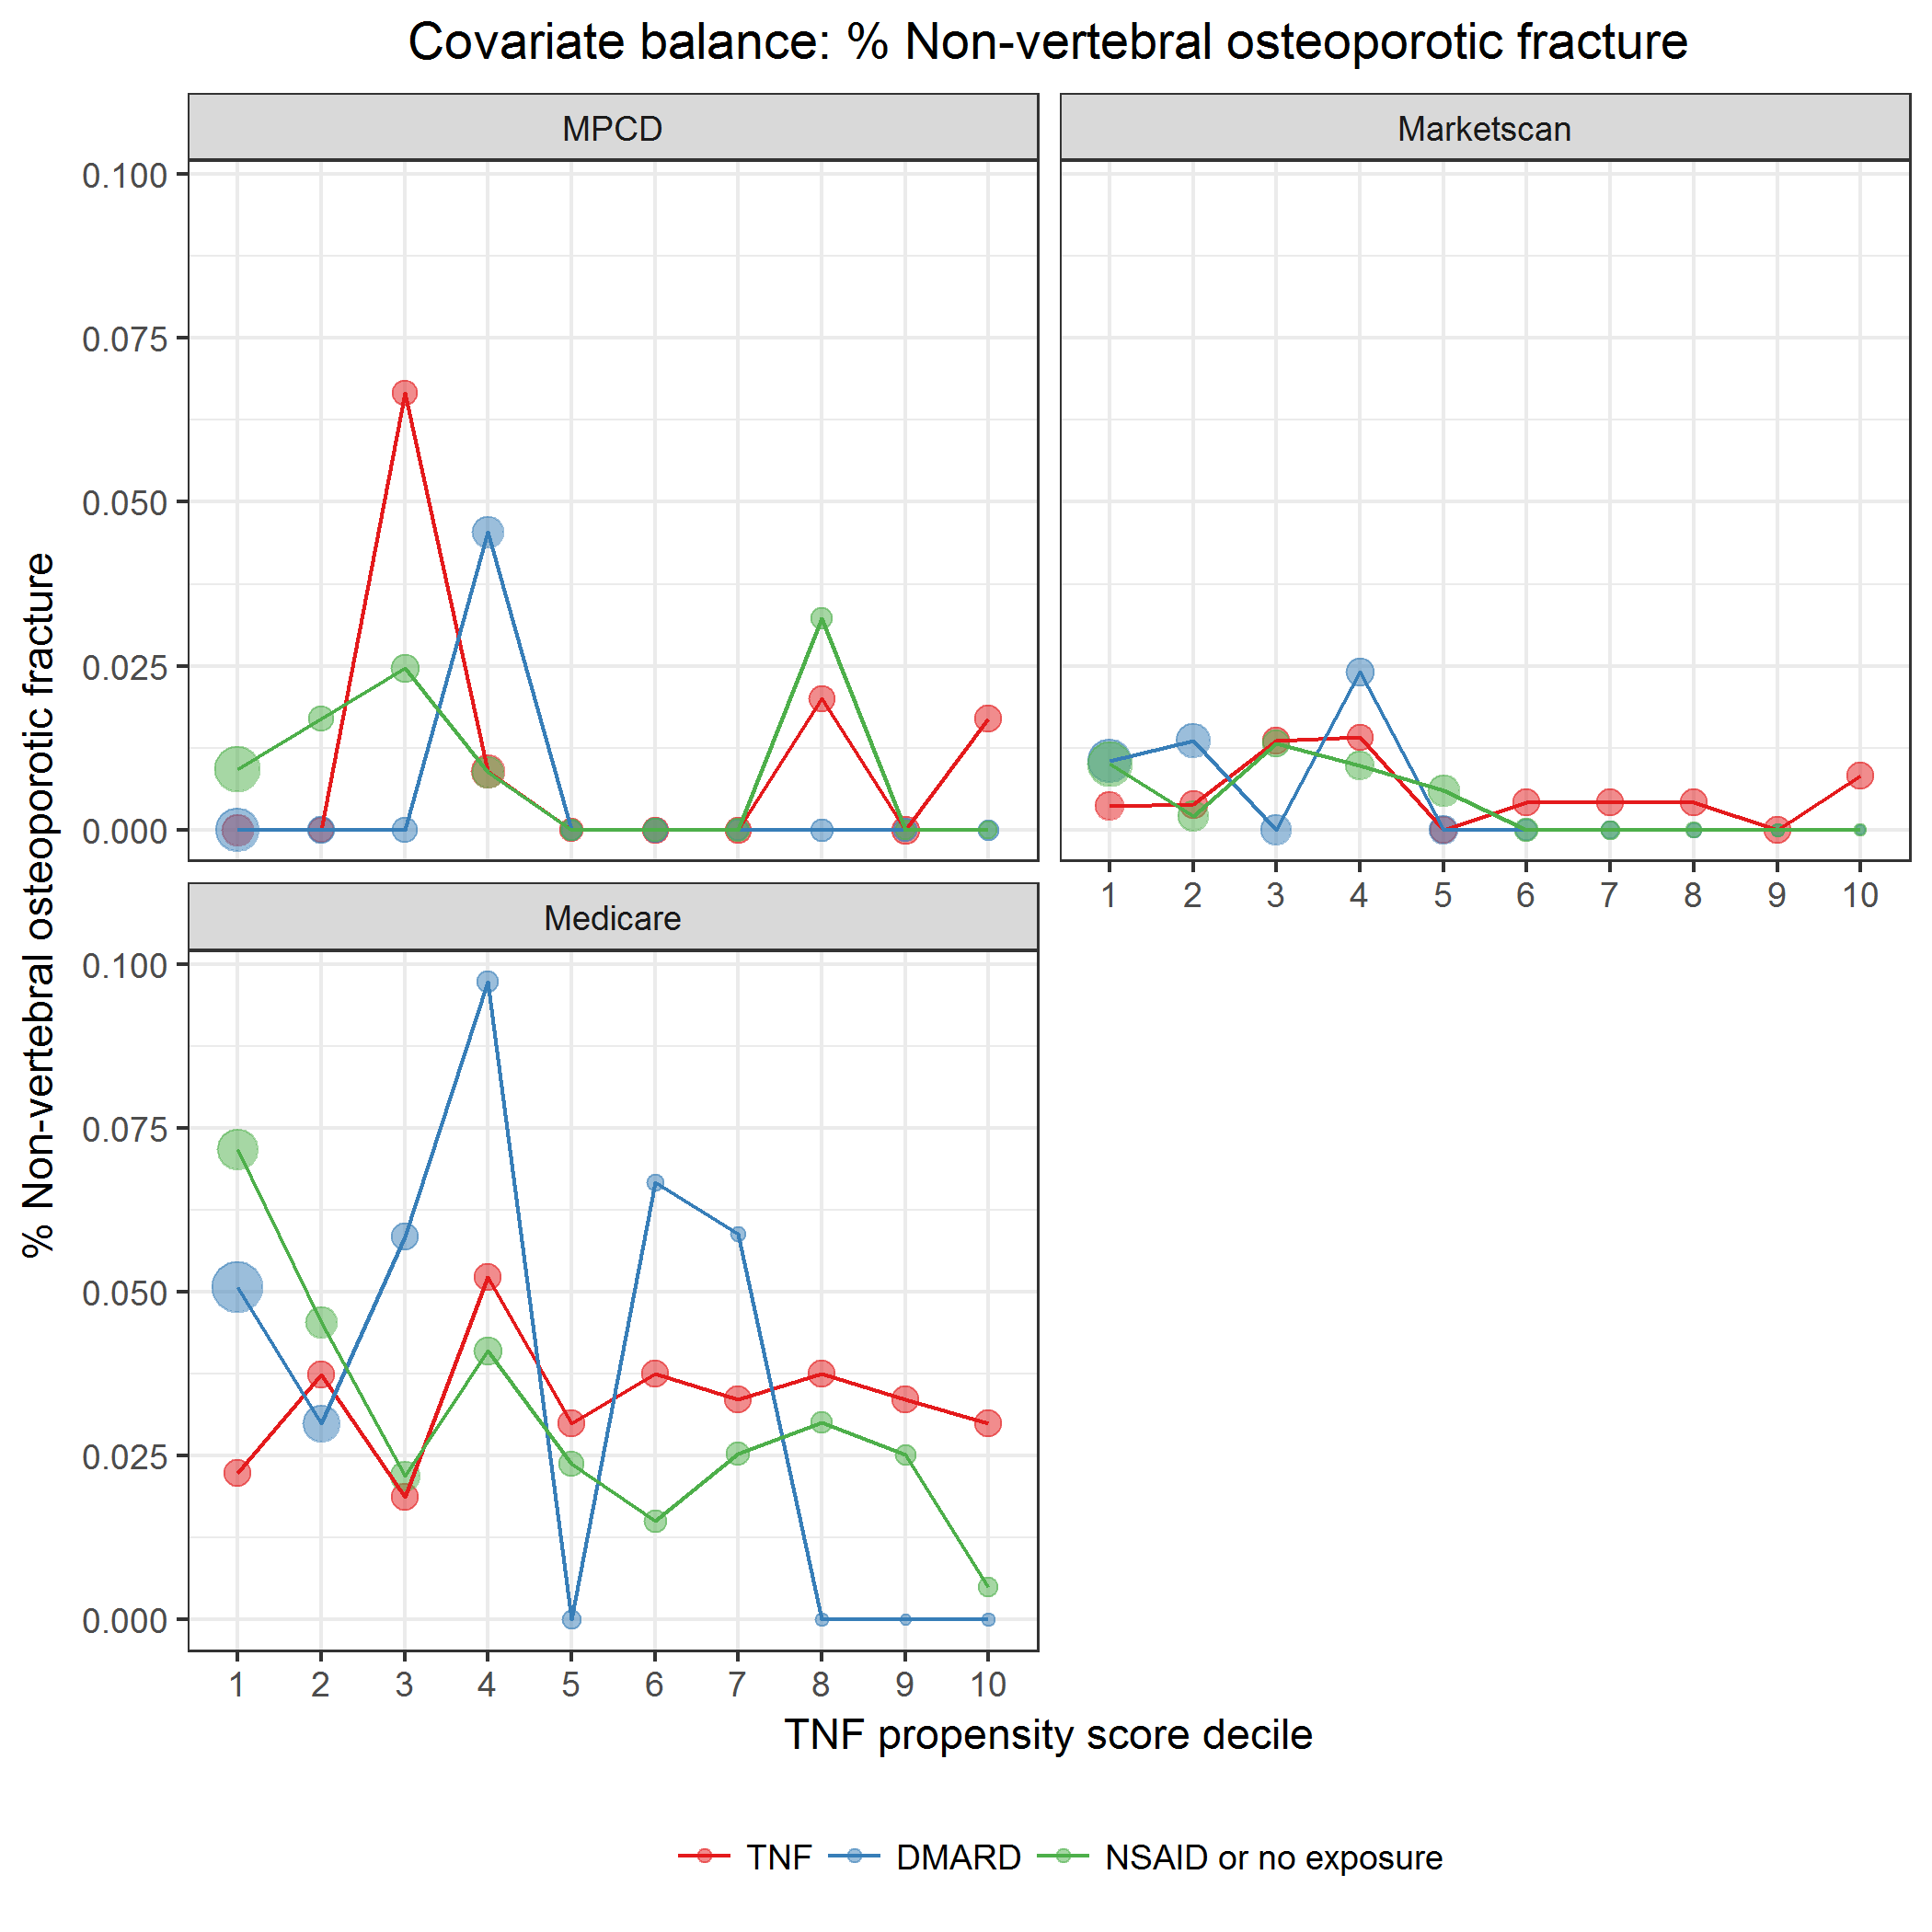 Covariate balance: % Non-vertebral osteoporotic fracture
MPCD
Marketscan
0.100
0.075
0.050
0.025
0.000
1 2 3 4 5 6 7 8 9 10
Medicare
0.100
0.075
0.050
0.025
0.000
1 2 3 4 5 6 7 8 9 10
% Non-vertebral osteoporotic fracture
TNF propensity score decile
TNF DMARD NSAID or no exposure